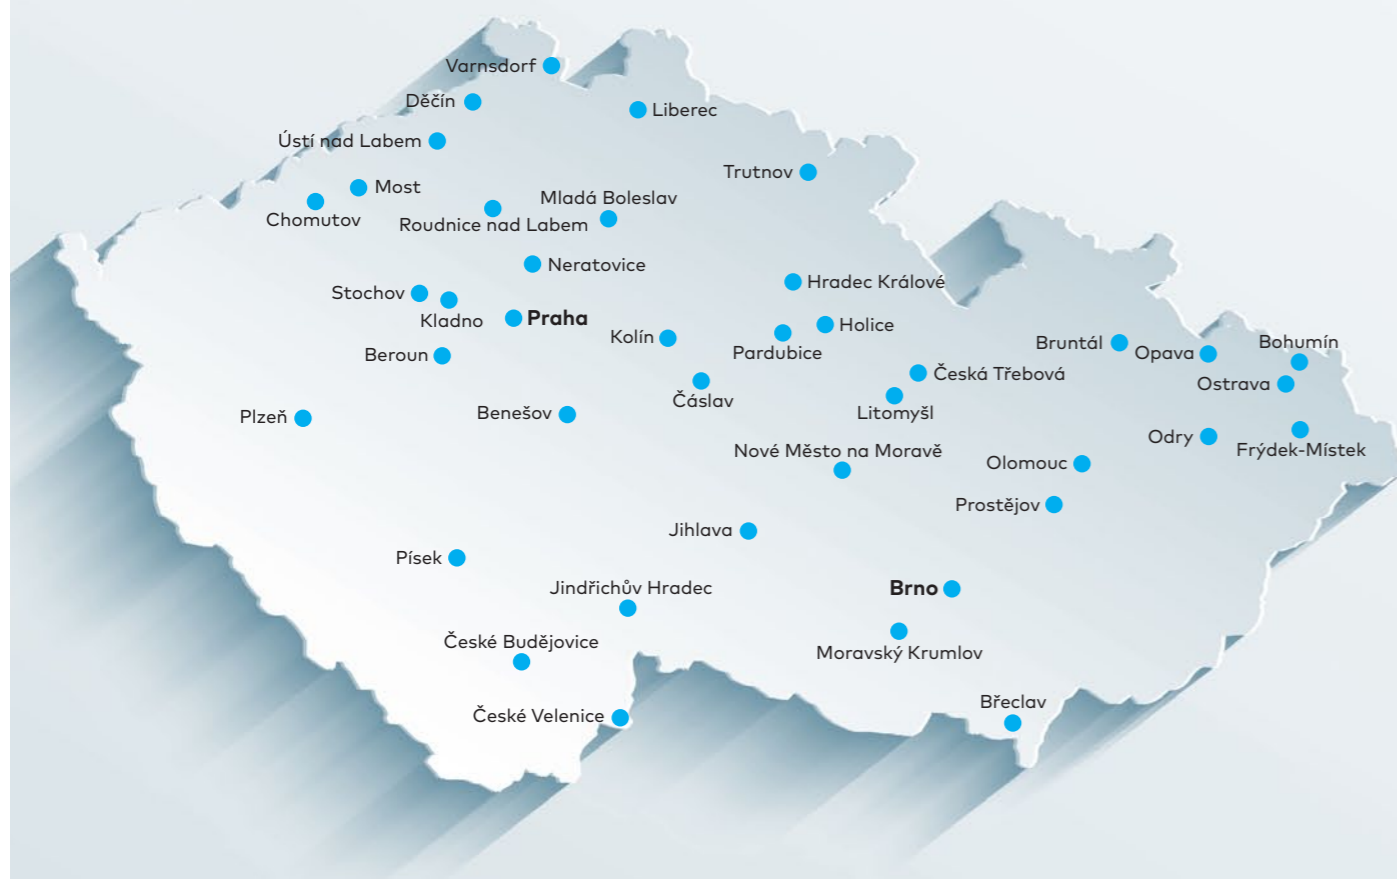 Varnsdorf
Děčín
Liberec
Ústí nad Labem
Trutnov
Most
Mladá Boleslav
Chomutov
Roudnice nad Labem
Neratovice
Hradec Králové
Stochov
Kladno
Praha
Holice
Kolín
Pardubice
Bruntál
Opava
Bohumín
Beroun
Česká Třebová
Ostrava
Čáslav
Litomyšl
Plzeň
Benešov
Odry
Frýdek-Místek
Nové Město na Moravě
Olomouc
Prostějov
Jihlava
Písek
Jindřichův Hradec
Brno
České Budějovice
Moravský Krumlov
Břeclav
České Velenice